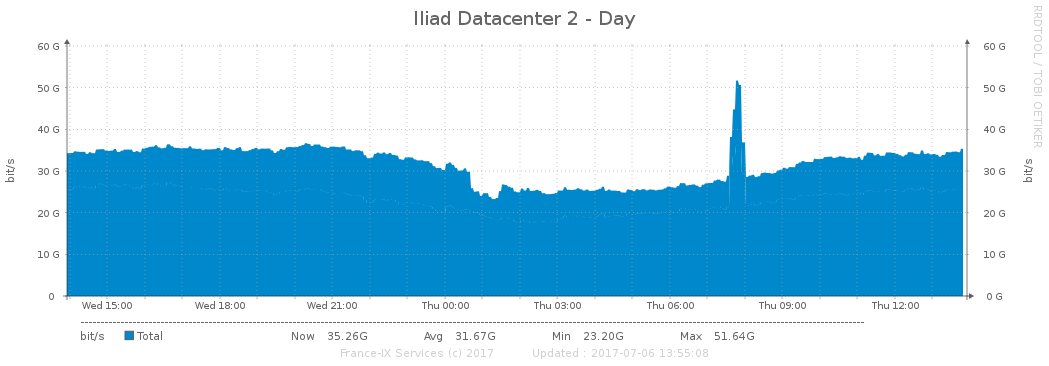 Iliad Datacenter 2 - Day
RRDTOOL / TOBI OETIKER
bit/s
60 G
50 G
40 G
30 G
20 G
10 G
0
60 G
50 G
40 G
30 G
20 G
10 G
0 G
bit/s
Wed 15:00 Wed 18:00 Wed 21:00 Thu 00:00 Thu 03:00 Thu 06:00 Thu 09:00 Thu 12:00
bit/s Total Now 35.26G Avg 31.67G Min 23.20G Max 51.64G
France-IX Services (c) 2017 Updated : 2017-07-06 13:55:08